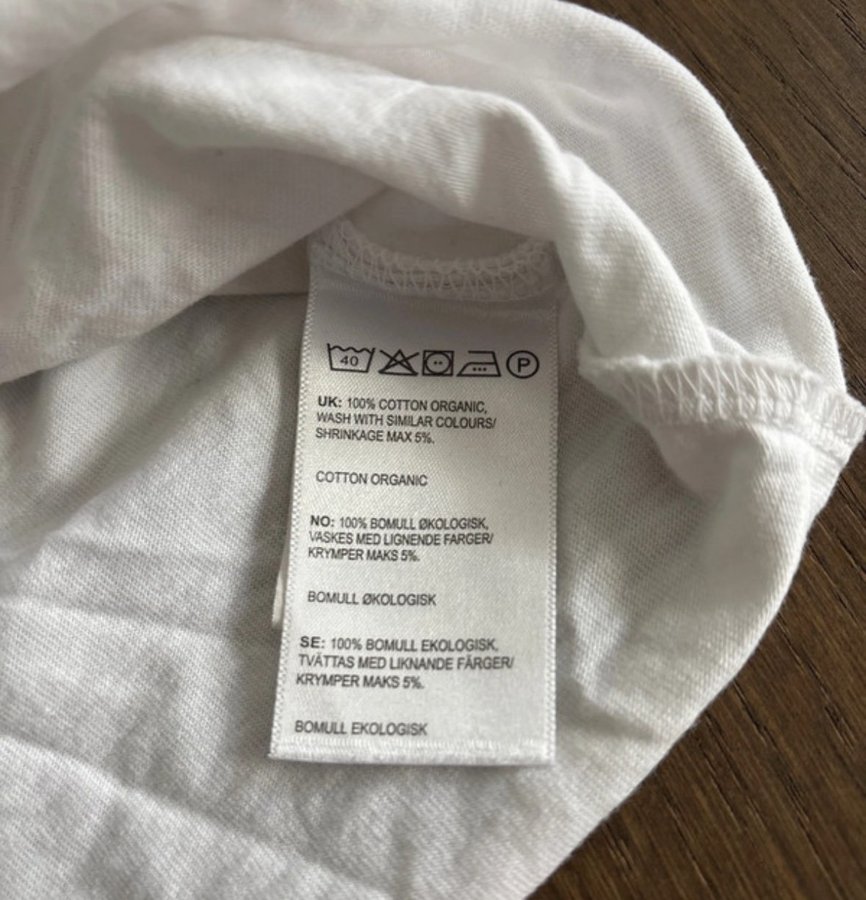 40 P
UK: 100% COTTON ORGANIC,
WASH WITH SIMILAR COLOURS/
SHRINKAGE MAX 5%.
COTTON ORGANIC
NO: 100% BOMULL ØKOLOGISK,
VASKES MED LIGNENDE FARGER/
KRYMPER MAKS 5%.
BOMULL ØKOLOGISK
SE: 100% BOMULL EKOLOGISK,
TVÄTTAS MED LIKNANDE FÄRGER/
KRYMPER MAKS 5%.
BOMULL EKOLOGISK